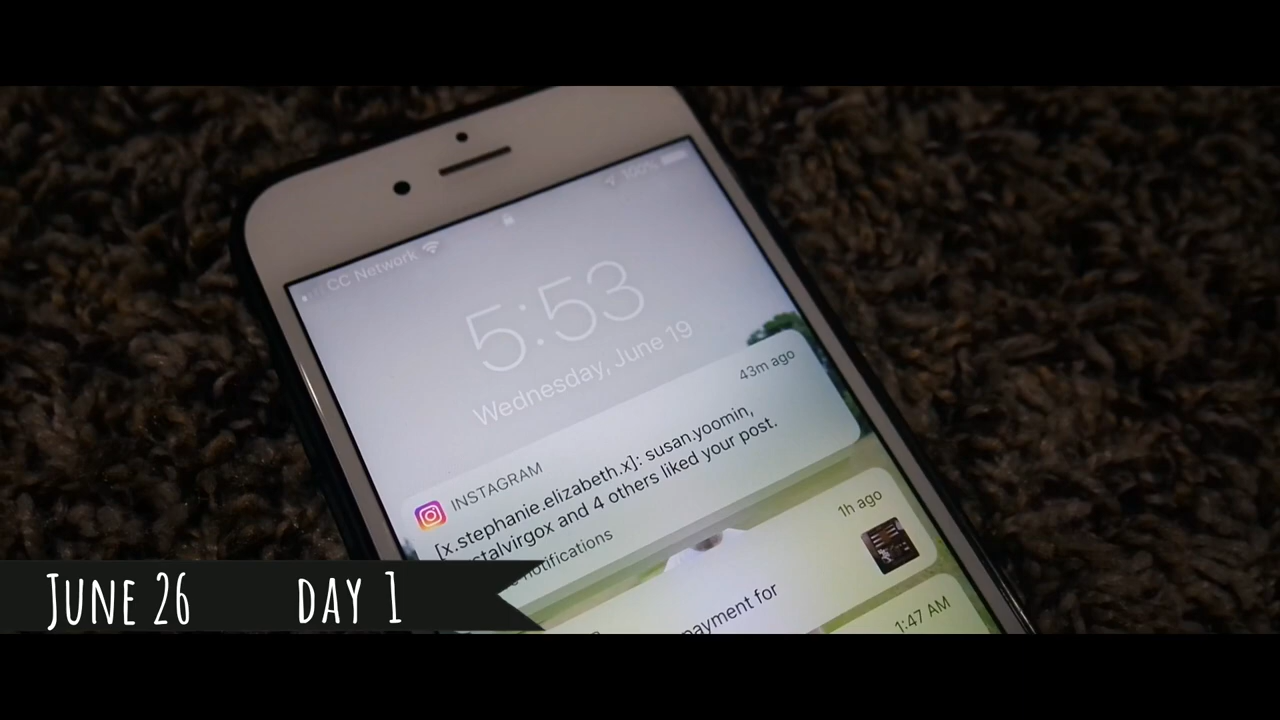 CC Network
100%
5:53
Wednesday, June 19
INSTAGRAM
43m ago
[x.stephanie.elizabeth.x]: susan.yoomin,
and 4 others liked your post.
notifications
1h ago
payment for
1:47 AM
JUNE 26 DAY 1